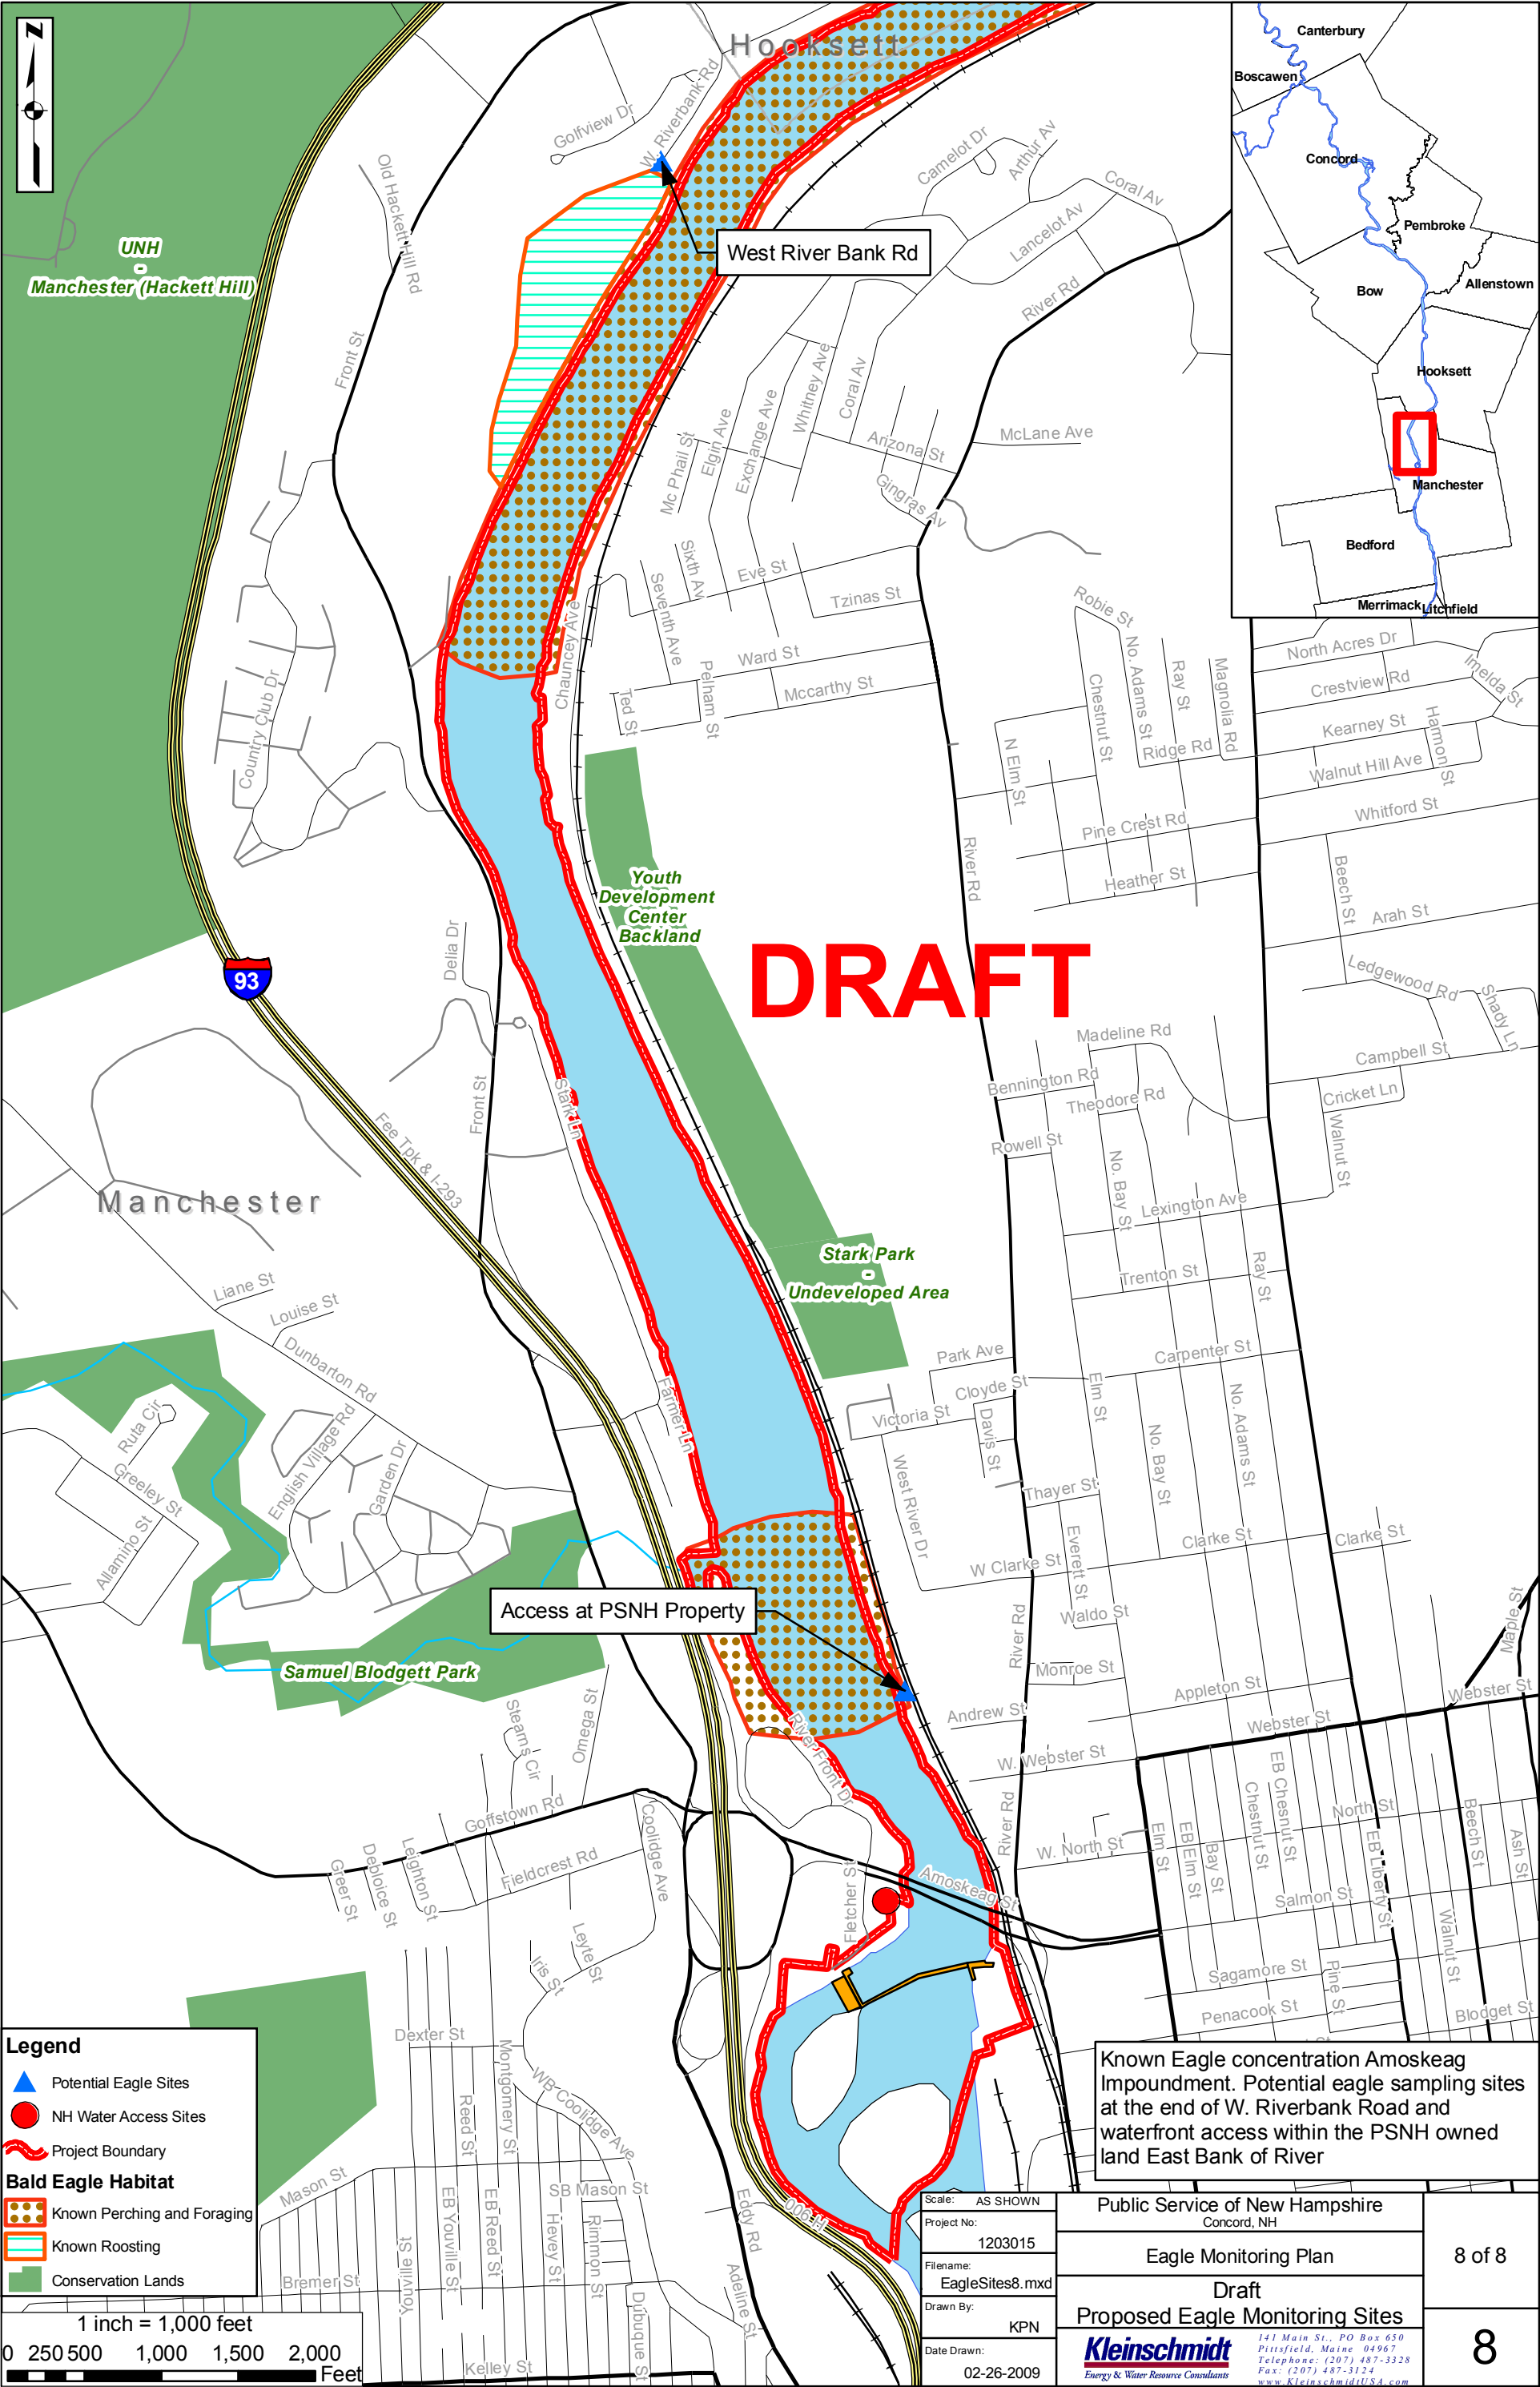 Z
Hooksett
Golfview Dr
W. Riverbank Rd
Old Hackett Hill Rd
UNH
-
Manchester (Hackett Hill)
West River Bank Rd
Camelot Dr
Arthur Av
Coral Av
Lancelot Av
River Rd
Front St
Mc Phail St
Elgin Ave
Exchange Ave
Whitney Ave
Coral Av
Arizona St
McLane Ave
Gingras Av
Sixth Av
Seventh Ave
Eve St
Tzinas St
Chauncey Ave
Ward St
Pelham St
Ted St
Mccarthy St
Country Club Dr
Canterbury
Boscawen
Concord
Pembroke
Bow
Allenstown
Hooksett
Manchester
Bedford
Merrimack
Litchfield
Robie St
No. Adams St
Ray St
Magnolia Rd
Chestnut St
Ridge Rd
N Elm St
North Acres Dr
Crestview Rd
Imelda St
Kearney St
Harmon St
Walnut Hill Ave
Whitford St
Pine Crest Rd
Heather St
River Rd
Beech St
Arah St
Youth
Development
Center
Backland
DRAFT
93
Delia Dr
Front St
Stark Ln
Fee Tpk & I-293
Manchester
Ledgewood Rd
Shady Ln
Madeline Rd
Campbell St
Bennington Rd
Theodore Rd
Cricket Ln
Rowell St
No. Bay St
Walnut St
Lexington Ave
Stark Park
-
Undeveloped Area
Trenton St
Ray St
Liane St
Louise St
Dunbarton Rd
Park Ave
Carpenter St
Cloyde St
Elm St
No. Adams St
Victoria St
Davis St
No. Bay St
Farmer Ln
Ruta Cir
English Village Rd
Garden Dr
Greeley St
Allamino St
West River Dr
Thayer St
Everett St
Clarke St
Clarke St
W Clarke St
Access at PSNH Property
Waldo St
River Rd
Maple St
Samuel Blodgett Park
Monroe St
Appleton St
Webster St
Andrew St
Webster St
Stearns Cir
Omega St
River Front Dr
W. Webster St
Goffstown Rd
Coolidge Ave
River Rd
Elm St
EB Elm St
Bay St
Chestnut St
EB Chesnut St
North St
EB Liberty St
Beech St
Ash St
W. North St
Greer St
Debloice St
Leighton St
Fieldcrest Rd
Fletcher St
Amoskeag St
Salmon St
Walnut St
Iris St
Leyte St
Sagamore St
Pine St
Penacook St
Blodget St
Dexter St
Montgomery St
WB Coolidge Ave
Reed St
Mason St
SB Mason St
EB Youville St
EB Reed St
Hevey St
Rimmon St
Youville St
Bremer St
Dubuque St
Eddy Rd
Adeline St
H-900
Kelley St
Legend
Potential Eagle Sites
NH Water Access Sites
Project Boundary
Bald Eagle Habitat
Known Perching and Foraging
Known Roosting
Conservation Lands
1 inch = 1,000 feet
0 250 500 1,000 1,500 2,000
Feet
Known Eagle concentration Amoskeag
Impoundment. Potential eagle sampling sites
at the end of W. Riverbank Road and
waterfront access within the PSNH owned
land East Bank of River
Scale: AS SHOWN
Project No:
1203015
Filename:
EagleSites8.mxd
Drawn By:
KPN
Date Drawn:
02-26-2009
Public Service of New Hampshire
Concord, NH
Eagle Monitoring Plan
Draft
Proposed Eagle Monitoring Sites
Kleinschmidt
Energy & Water Resource Consultants
141 Main St., PO Box 650
Pittsfield, Maine 04967
Telephone: (207) 487-3328
Fax: (207) 487-3124
www.KleinschmidtUSA.com
8 of 8
8